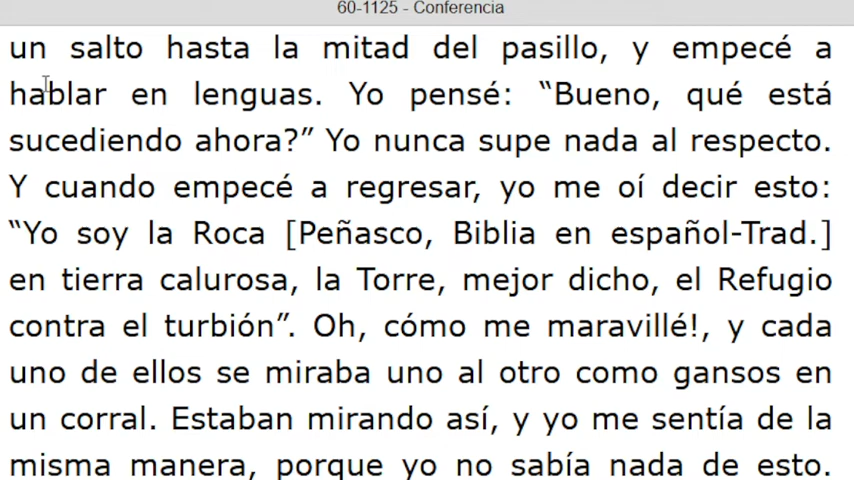 60-1125 - Conferencia
un salto hasta la mitad del pasillo, y empecé a
hablar en lenguas. Yo pensé: “Bueno, qué está
sucediendo ahora?” Yo nunca supe nada al respecto.
Y cuando empecé a regresar, yo me oí decir esto:
“Yo soy la Roca [Peñasco, Biblia en español-Trad.]
en tierra calurosa, la Torre, mejor dicho, el Refugio
contra el turbión”. Oh, cómo me maravillé!, y cada
uno de ellos se miraba uno al otro como gansos en
un corral. Estaban mirando así, y yo me sentía de la
misma manera, porque yo no sabía nada de esto.